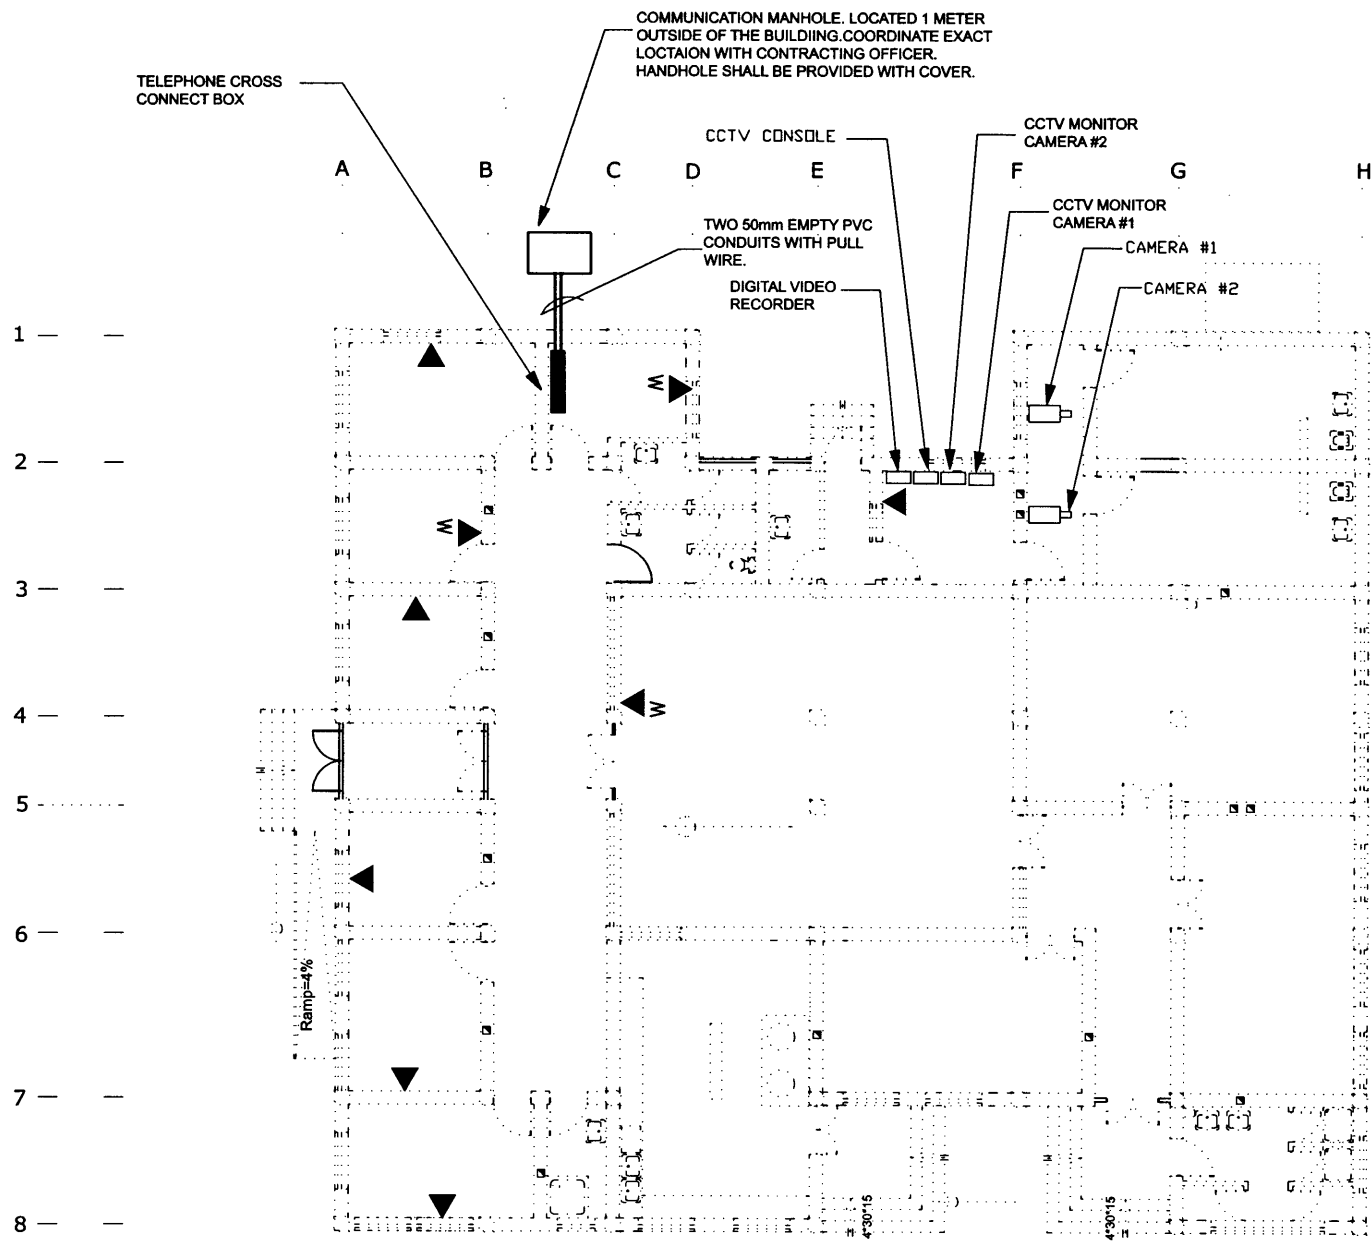 COMMUNICATION MANHOLE. LOCATED 1 METER
OUTSIDE OF THE BUILDIING.COORDINATE EXACT
LOCTAION WITH CONTRACTING OFFICER.
HANDHOLE SHALL BE PROVIDED WITH COVER.
TELEPHONE CROSS
CONNECT BOX
CCTV CONSOLE
CCTV MONITOR
CAMERA #2
A B C D E F G H
CCTV MONITOR
CAMERA #1
TWO 50mm EMPTY PVC
CONDUITS WITH PULL
WIRE.
CAMERA #1
DIGITAL VIDEO
RECORDER
CAMERA #2
1
W
2
W
3
W
4
5
6
Ramp=4%
7
8
4*30*15
4*30*15